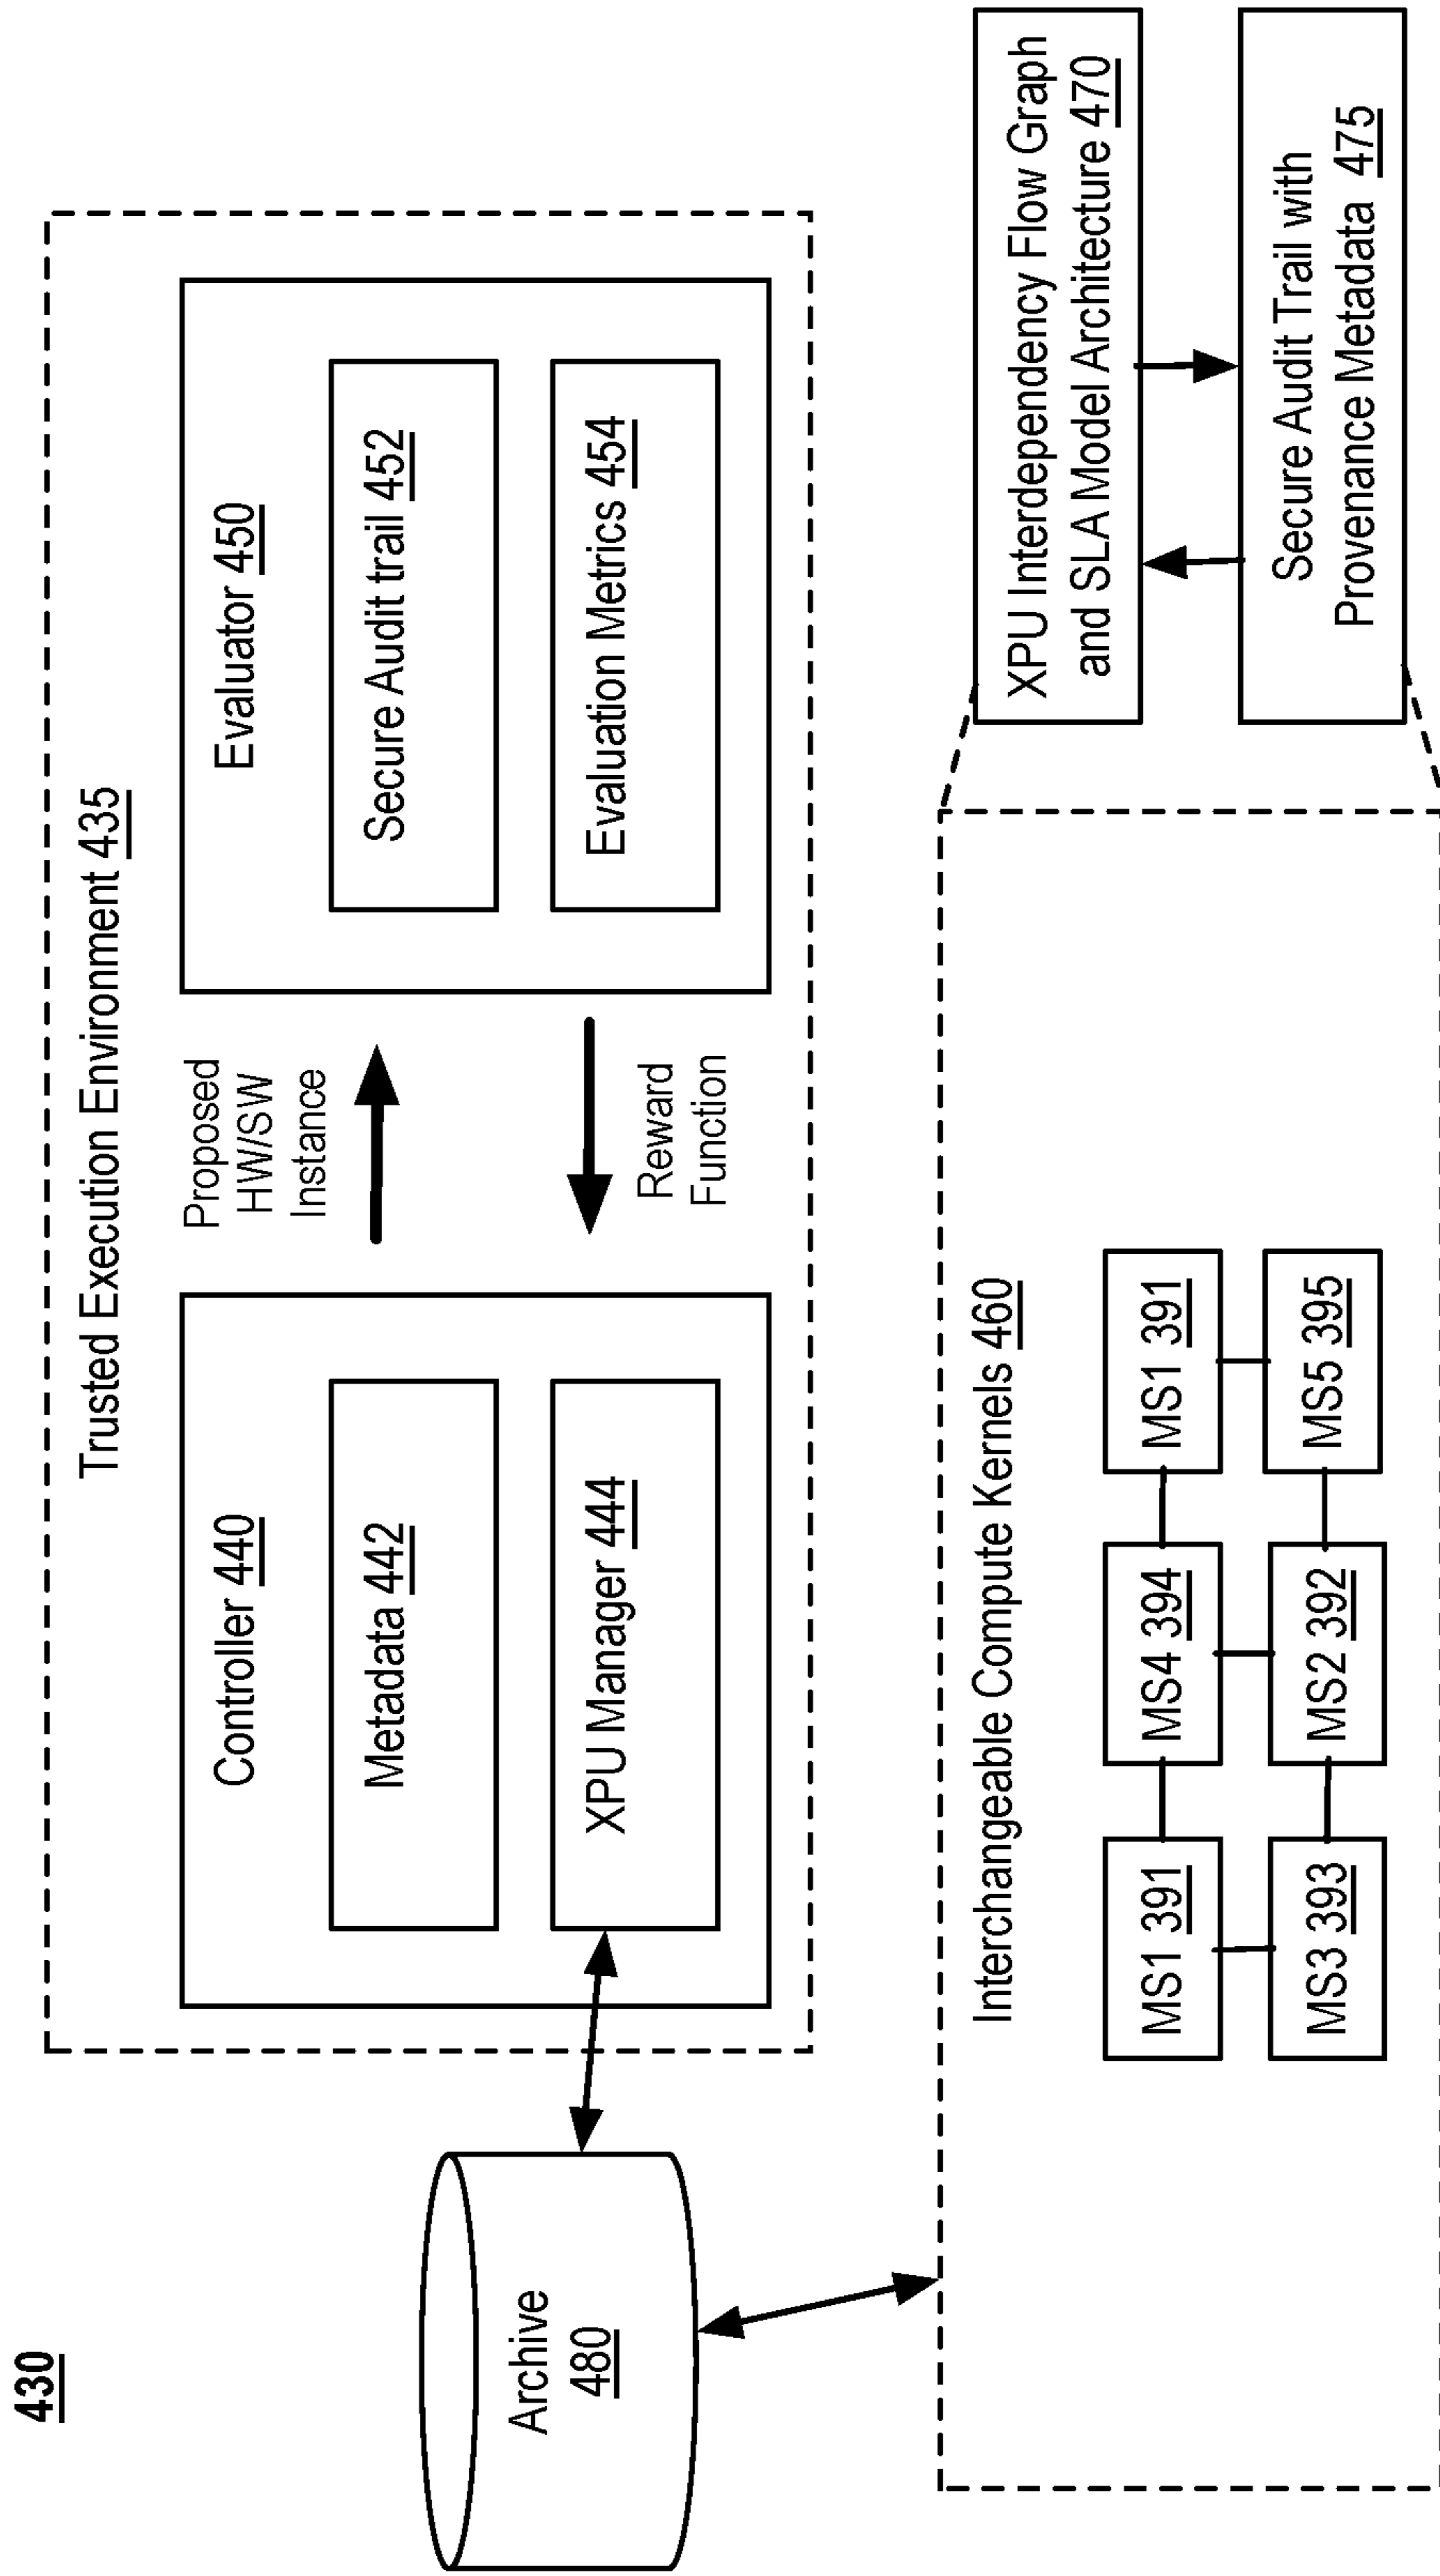 430
Trusted Execution Environment 435
Controller 440
Metadata 442
XPU Manager 444
Proposed
HW/SW
Instance
Reward
Function
Evaluator 450
Secure Audit trail 452
Evaluation Metrics 454
Archive
480
Interchangeable Compute Kernels 460
MS1 391
MS4 394
MS1 391
MS3 393
MS2 392
MS5 395
XPU Interdependency Flow Graph
and SLA Model Architecture 470
Secure Audit Trail with
Provenance Metadata 475